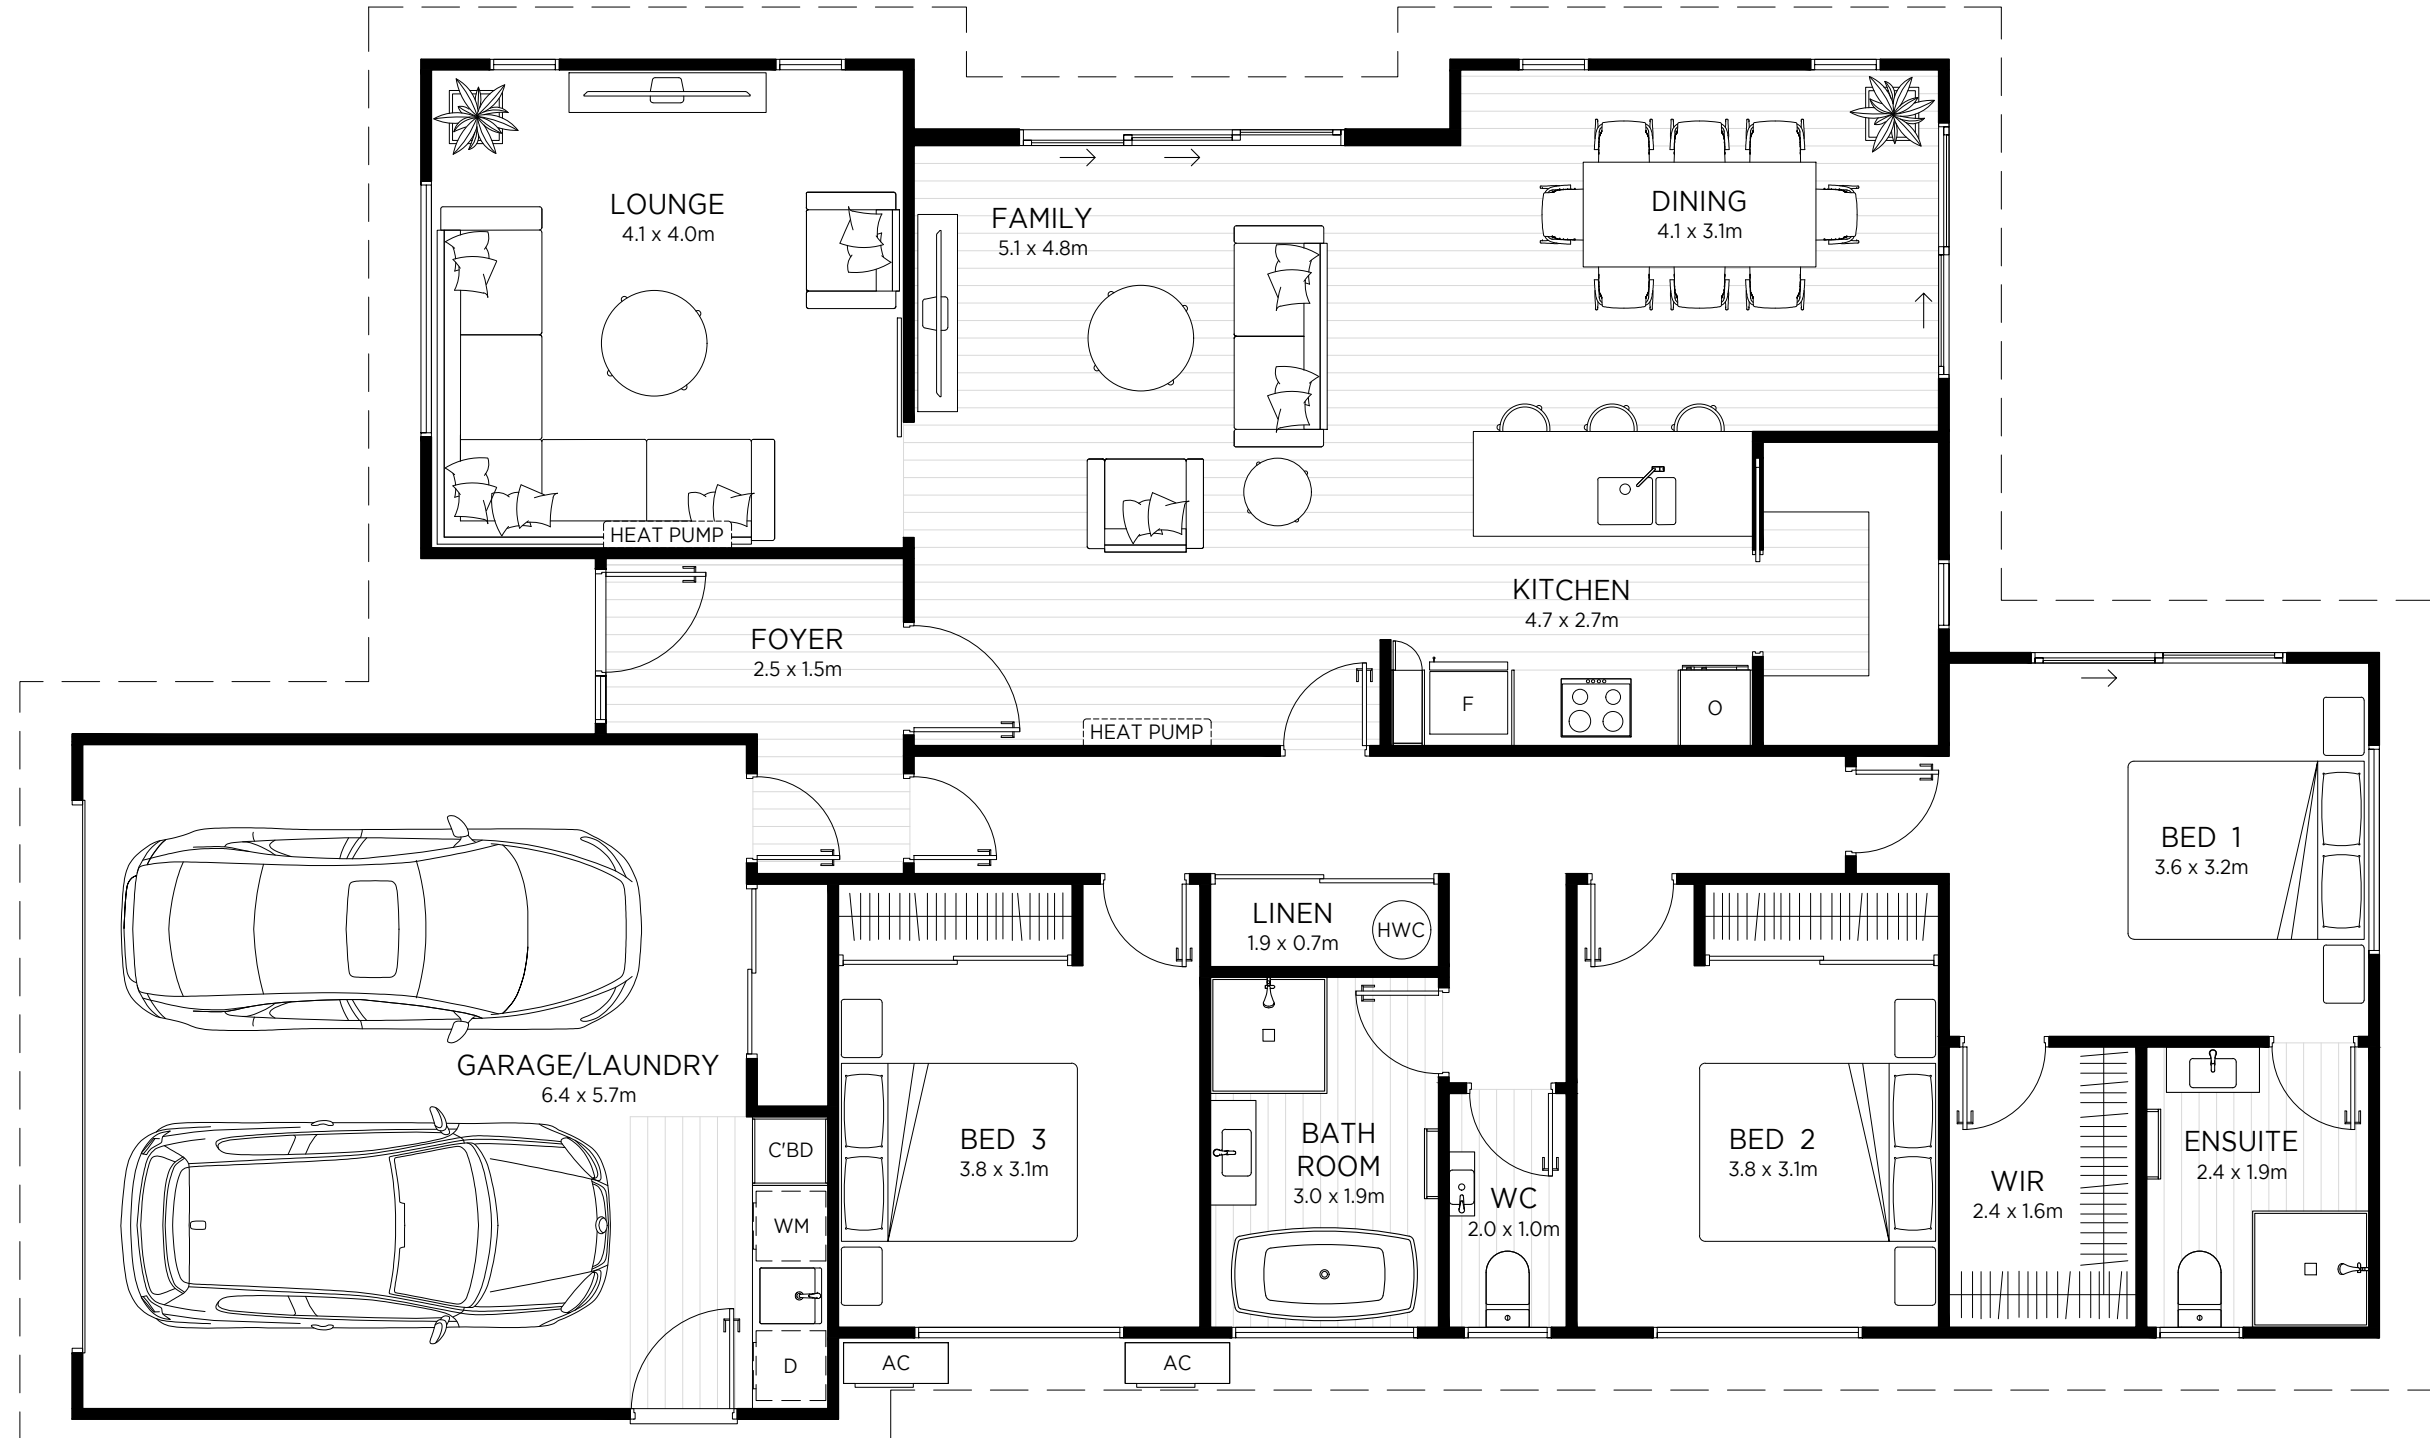 LOUNGE
4.1 x 4.0m
FAMILY
5.1 x 4.8m
DINING
4.1 x 3.1m
HEAT PUMP
KITCHEN
4.7 x 2.7m
FOYER
2.5 x 1.5m
HEAT PUMP
F
O
BED 1
3.6 x 3.2m
LINEN
1.9 x 0.7m
HWC
GARAGE/LAUNDRY
6.4 x 5.7m
C'BD
WM
D
BED 3
3.8 x 3.1m
BATH
ROOM
3.0 x 1.9m
WC
2.0 x 1.0m
BED 2
3.8 x 3.1m
WIR
2.4 x 1.6m
ENSUITE
2.4 x 1.9m
AC
AC